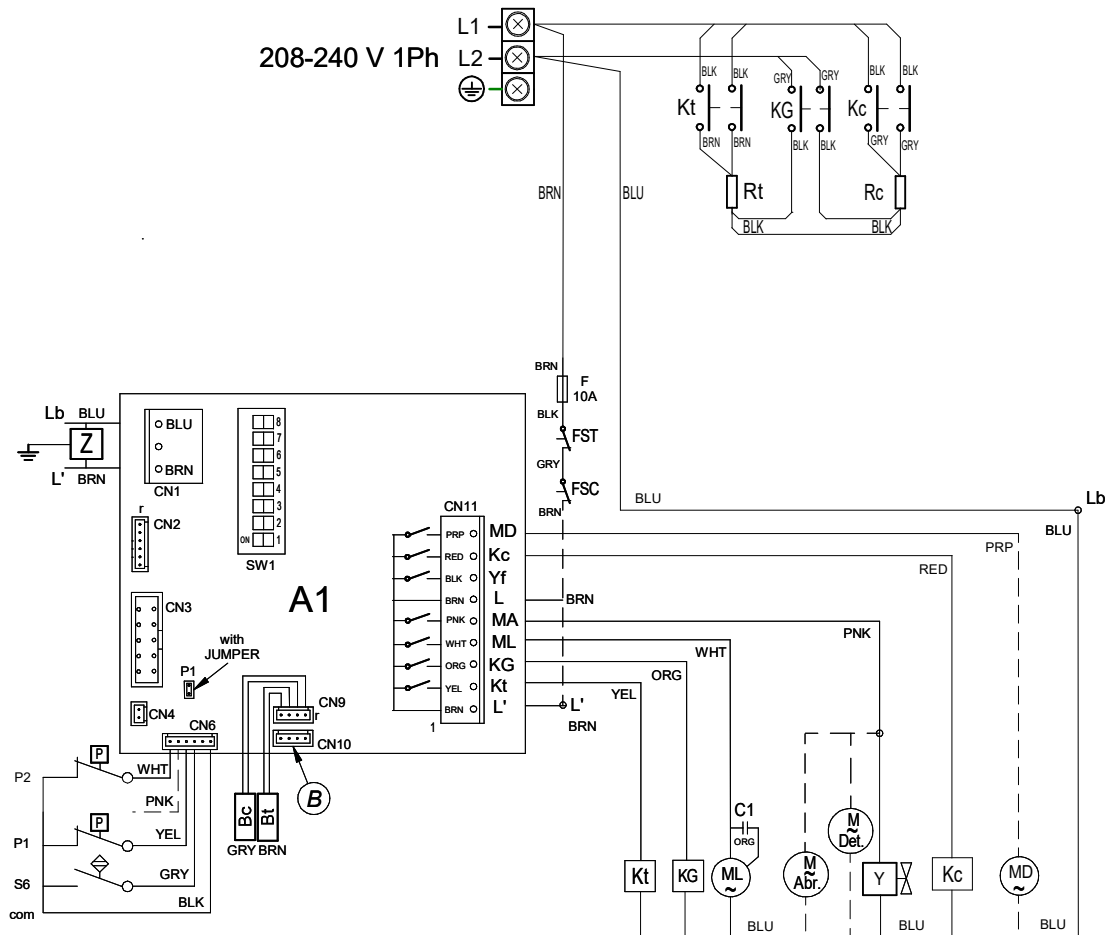 L1
208-240 V 1Ph L2
BLK BLK GRY GRY BLK BLK
Kt KG Kc
BRN BRN BLK BLK GRY GRY
Rt Rc
BLK BLK
BRN BLU
BRN
F
10A
BLK
FST
GRY
FSC
BRN
BLU
Lb
BLU
Lb BLU
Z
L' BRN
BLU
BRN
CN1
r
CN2
CN3
8
7
6
5
4
3
2
ON 1
SW1
A1
with
JUMPER
P1
CN4
CN6
CN9
r
CN10
B
CN11
PRP MD
RED Kc
BLK Yf
BRN L BRN
PNK MA
WHT ML
ORG KG
YEL Kt
BRN L' L'
1 BRN
PRP
RED
PNK
WHT
ORG
YEL
P2 P WHT
PNK
P1 P YEL
S6 GRY
com BLK
Bc Bt
GRY BRN
C1
ORG
Kt KG ML ~
M ~ Abr.
M ~ Det.
Y Kc MD ~
BLU BLU BLU